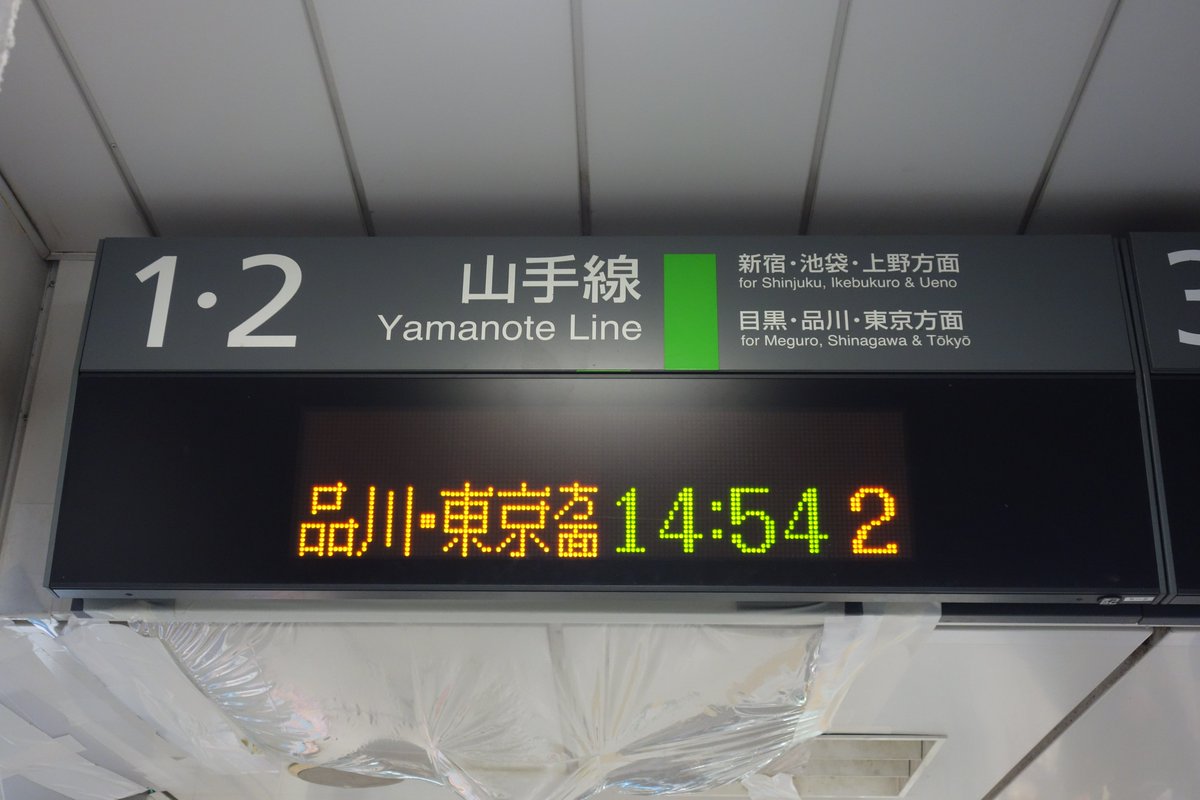 1・2
山手線
Yamanote Line
新宿・池袋・上野方面
for Shinjuku, Ikebukuro & Ueno
目黒・品川・東京方面
for Meguro, Shinagawa & Tōkyō
3
品川・東京方面 14:54 2